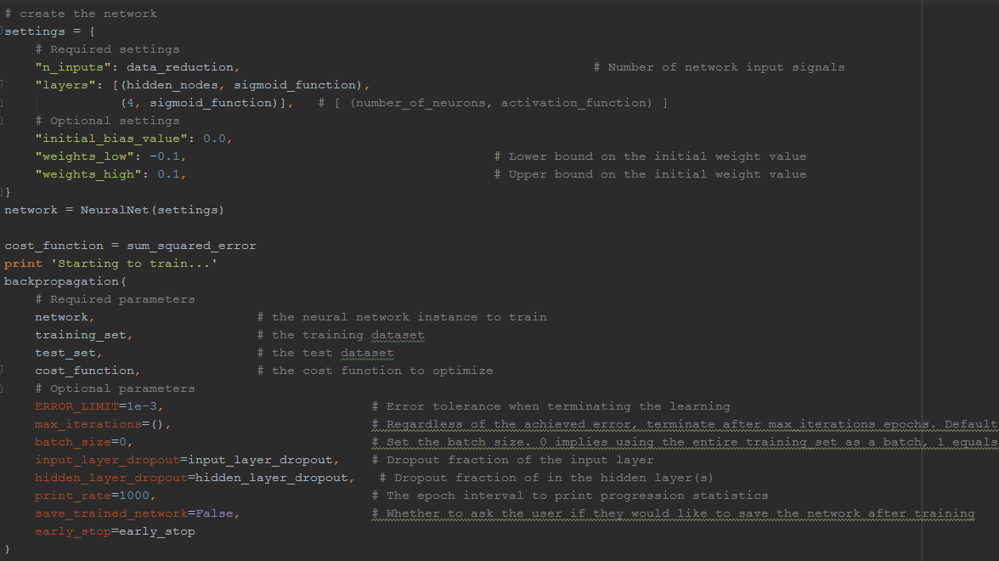 # create the network
settings = {
    # Required settings
    "n_inputs": data_reduction,                                              # Number of network input signals
    "layers": [(hidden_nodes, sigmoid_function),
               (4, sigmoid_function)],   # [ (number_of_neurons, activation_function) ]
    # Optional settings
    "initial_bias_value": 0.0,
    "weights_low": -0.1,                                        # Lower bound on the initial weight value
    "weights_high": 0.1,                                        # Upper bound on the initial weight value
}
network = NeuralNet(settings)

cost_function = sum_squared_error
print 'Starting to train...'
backpropagation(
    # Required parameters
    network,                     # the neural network instance to train
    training_set,                # the training dataset
    test_set,                    # the test dataset
    cost_function,               # the cost function to optimize
    # Optional parameters
    ERROR_LIMIT=1e-3,                           # Error tolerance when terminating the learning
    max_iterations=(),                          # Regardless of the achieved error, terminate after max_iterations epochs. Default
    batch_size=0,                               # Set the batch size. 0 implies using the entire training_set as a batch, 1 equals
    input_layer_dropout=input_layer_dropout,    # Dropout fraction of the input layer
    hidden_layer_dropout=hidden_layer_dropout,   # Dropout fraction of in the hidden layer(s)
    print_rate=1000,                            # The epoch interval to print progression statistics
    save_trained_network=False,                 # Whether to ask the user if they would like to save the network after training
    early_stop=early_stop
)